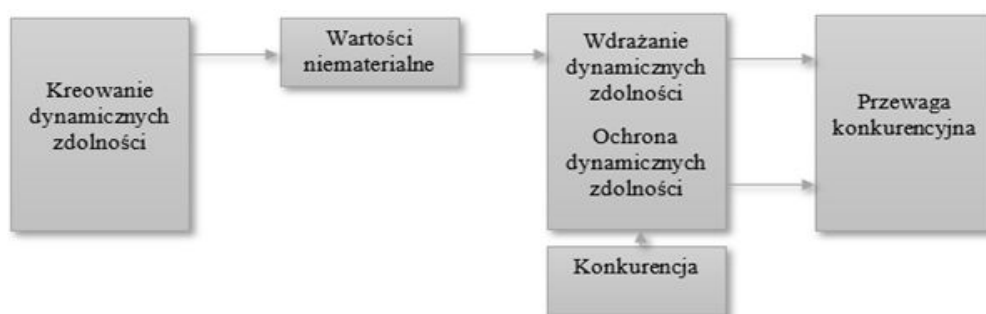 Kreowanie
dynamicznych
zdolności
Wartości
niematerialne
Wdrażanie
dynamicznych
zdolności
Ochrona
dynamicznych
zdolności
Przewaga
konkurencyjna
Konkurencja